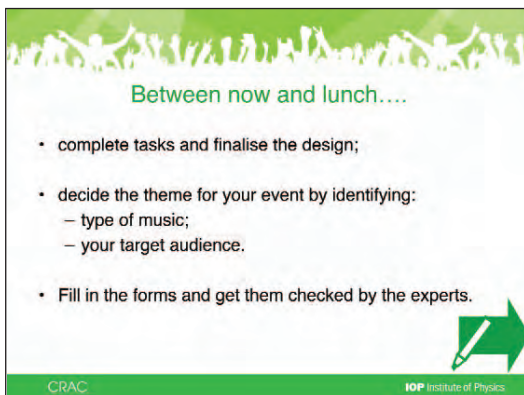 Between now and lunch....
• complete tasks and finalise the design;
• decide the theme for your event by identifying:
– type of music;
– your target audience.
• Fill in the forms and get them checked by the experts.
CRAC
IOP Institute of Physics